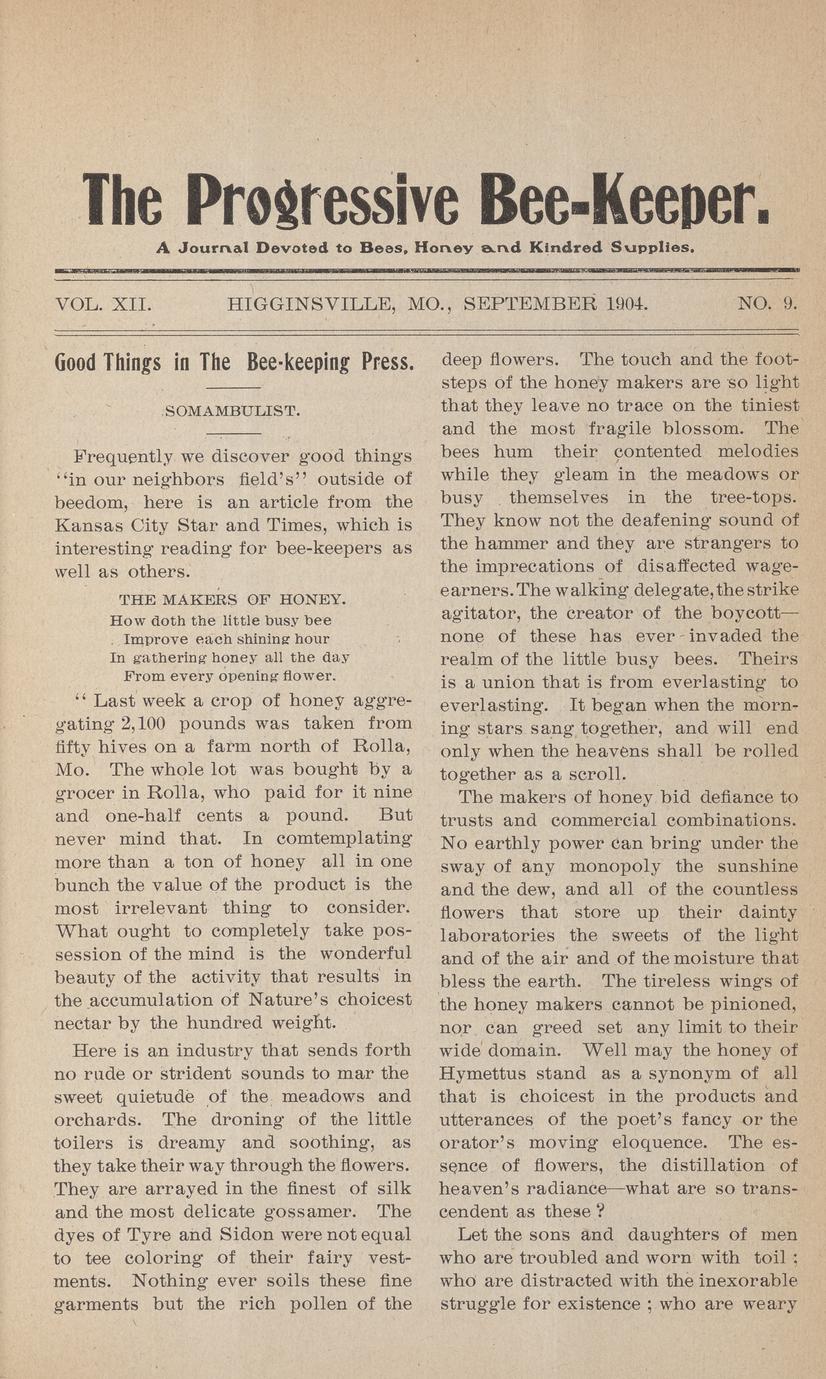 The Progressive Bee-Keeper.
A Journal Devoted to Bees, Honey and Kindred Supplies.
VOL. XII. HIGGINSVILLE, MO., SEPTEMBER 1904. NO. 9.
Good Things in The Bee-keeping Press.
SOMAMBULIST.
Frequently we discover good things
"in our neighbors field's" outside of
beedom, here is an article from the
Kansas City Star and Times, which is
interesting reading for bee-keepers as
well as others.
THE MAKERS OF HONEY.
How doth the little busy bee
Improve each shining hour
In gathering honey all the day
From every opening flower.
" Last week a crop of honey aggre-
gating 2,100 pounds was taken from
fifty hives on a farm north of Rolla,
Mo. The whole lot was bought by a
grocer in Rolla, who paid for it nine
and one-half cents a pound. But
never mind that. In comtemplating
more than a ton of honey all in one
bunch the value of the product is the
most irrelevant thing to consider.
What ought to completely take pos-
session of the mind is the wonderful
beauty of the activity that results in
the accumulation of Nature's choicest
nectar by the hundred weight.
Here is an industry that sends forth
no rude or strident sounds to mar the
sweet quietude of the meadows and
orchards. The droning of the little
toilers is dreamy and soothing, as
they take their way through the flowers.
They are arrayed in the finest of silk
and the most delicate gossamer. The
dyes of Tyre and Sidon were not equal
to tee coloring of their fairy vest-
ments. Nothing ever soils these fine
garments but the rich pollen of the
deep flowers. The touch and the foot-
steps of the honey makers are so light
that they leave no trace on the tiniest
and the most fragile blossom. The
bees hum their contented melodies
while they gleam in the meadows or
busy themselves in the tree-tops.
They know not the deafening sound of
the hammer and they are strangers to
the imprecations of disaffected wage-
earners. The walking delegate, the strike
agitator, the creator of the boycott—
none of these has ever invaded the
realm of the little busy bees. Theirs
is a union that is from everlasting to
everlasting. It began when the morn-
ing stars sang together, and will end
only when the heavens shall be rolled
together as a scroll.
The makers of honey bid defiance to
trusts and commercial combinations.
No earthly power can bring under the
sway of any monopoly the sunshine
and the dew, and all of the countless
flowers that store up their dainty
laboratories the sweets of the light
and of the air and of the moisture that
bless the earth. The tireless wings of
the honey makers cannot be pinioned,
nor can greed set any limit to their
wide domain. Well may the honey of
Hymettus stand as a synonym of all
that is choicest in the products and
utterances of the poet's fancy or the
orator's moving eloquence. The es-
sence of flowers, the distillation of
heaven's radiance—what are so trans-
cendent as these ?
Let the sons and daughters of men
who are troubled and worn with toil ;
who are distracted with the inexorable
struggle for existence ; who are weary